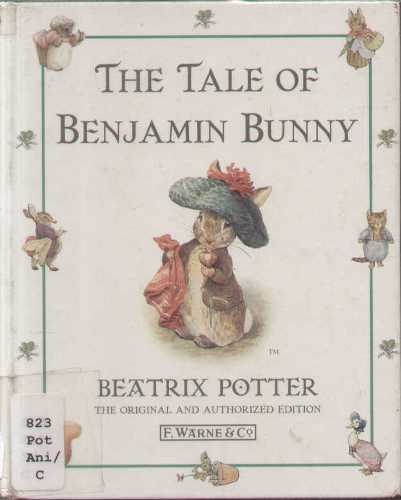 THE TALE OF
BENJAMIN BUNNY
TM
BEATRIX POTTER
THE ORIGINAL AND AUTHORIZED EDITION
F. WARNE & Co
823
Pot
Ani/
C